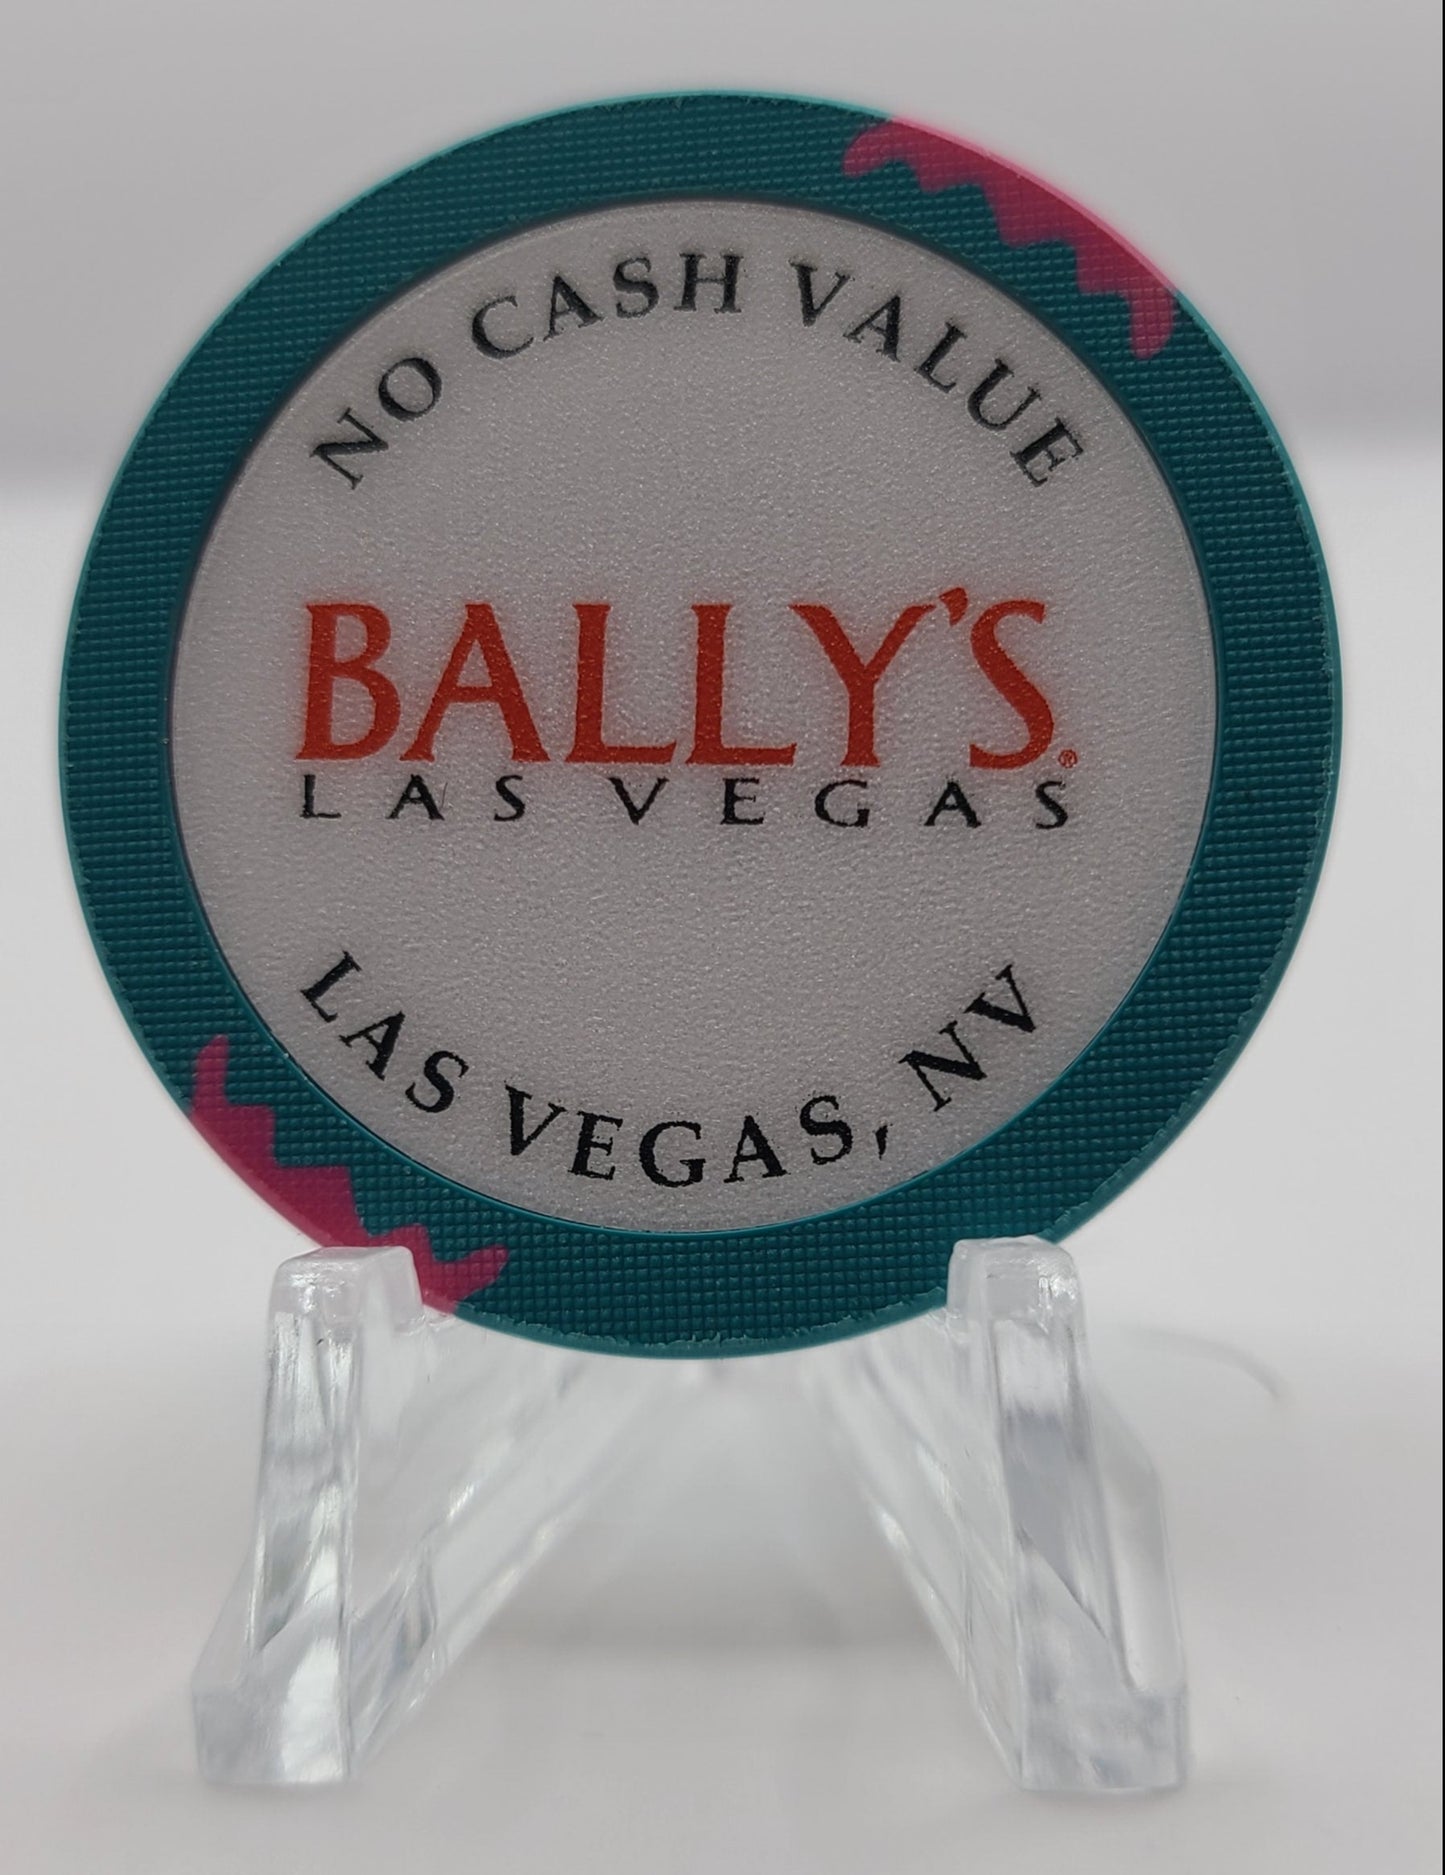 NO CASH VALUE
BALLY'S®
LAS VEGAS
LAS VEGAS, NV